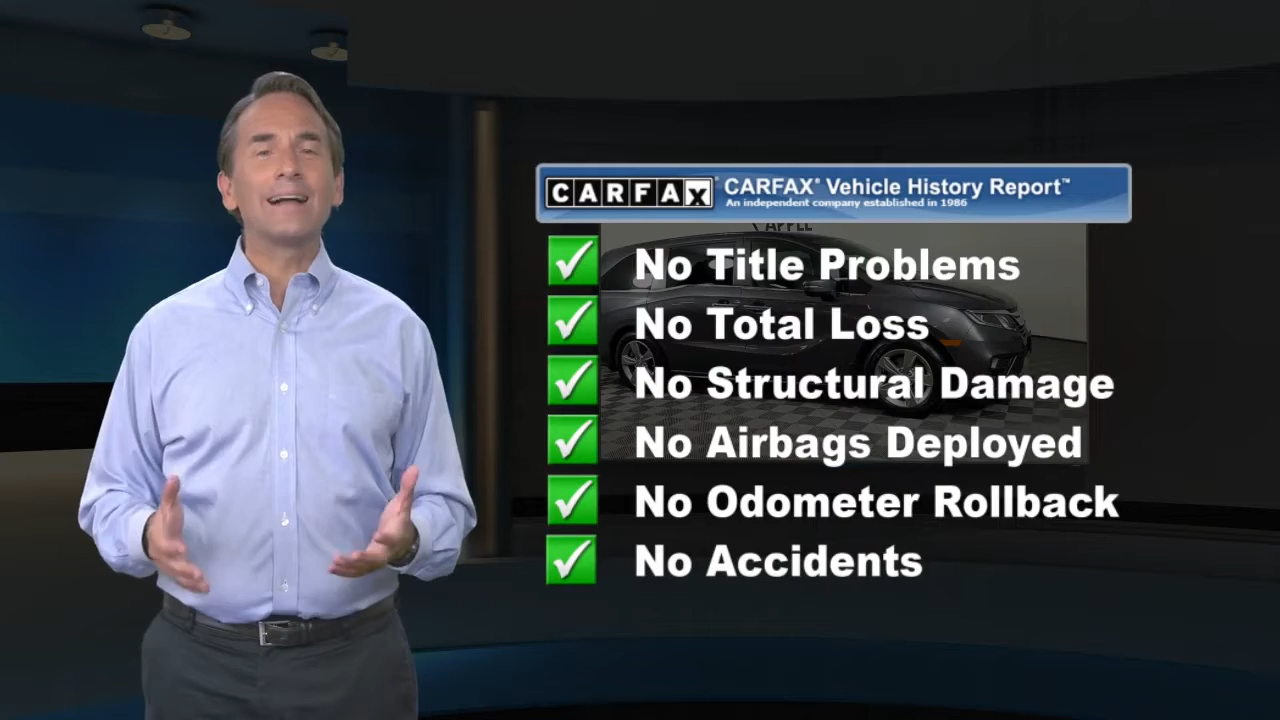 CARFAX® CARFAX® Vehicle History Report™
An independent company established in 1986
APPLE
No Title Problems
No Total Loss
No Structural Damage
No Airbags Deployed
No Odometer Rollback
No Accidents